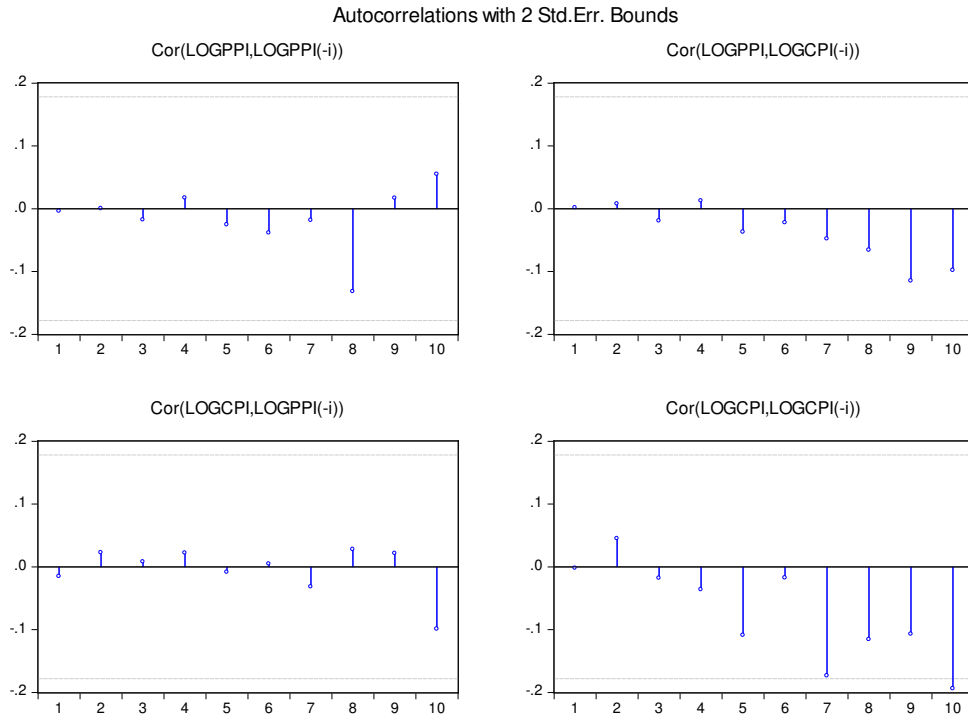 Autocorrelations with 2 Std.Err. Bounds
Cor(LOGPPI,LOGPPI(-i))
.2
.1
.0
-.1
-.2
1 2 3 4 5 6 7 8 9 10
Cor(LOGPPI,LOGCPI(-i))
.2
.1
.0
-.1
-.2
1 2 3 4 5 6 7 8 9 10
Cor(LOGCPI,LOGPPI(-i))
.2
.1
.0
-.1
-.2
1 2 3 4 5 6 7 8 9 10
Cor(LOGCPI,LOGCPI(-i))
.2
.1
.0
-.1
-.2
1 2 3 4 5 6 7 8 9 10